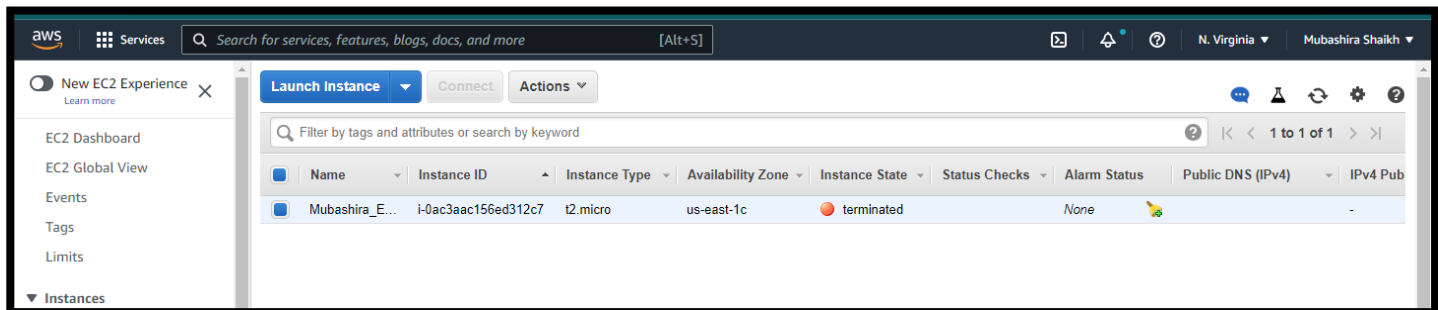 aws Services Search for services, features, blogs, docs, and more [Alt+S] N. Virginia Mubashira Shaikh
New EC2 Experience
Learn more
EC2 Dashboard
EC2 Global View
Events
Tags
Limits
Instances
Launch Instance Connect Actions
Filter by tags and attributes or search by keyword 1 to 1 of 1
Name Instance ID Instance Type Availability Zone Instance State Status Checks Alarm Status Public DNS (IPv4) IPv4 Pub
Mubashira_E... i-0ac3aac156ed312c7 t2.micro us-east-1c terminated None -